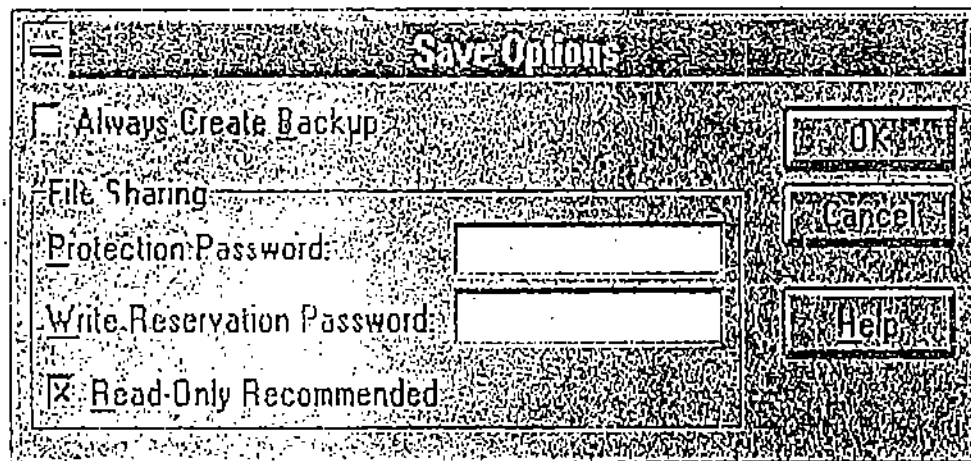 Save Options
Always Create Backup
OK
File Sharing
Cancel
Protection Password:
Write Reservation Password:
Help
Read-Only Recommended